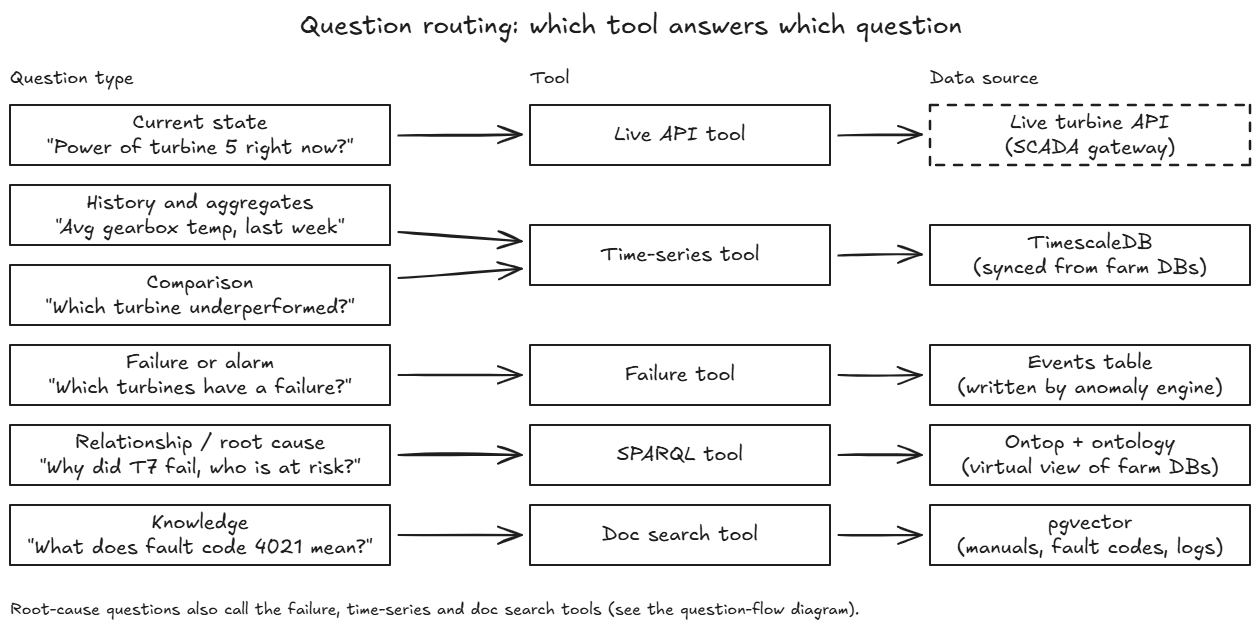 Question routing: which tool answers which question
Question type
Tool
Data source
Current state
"Power of turbine 5 right now?"
Live API tool
Live turbine API
(SCADA gateway)
History and aggregates
"Avg gearbox temp, last week"
Time-series tool
TimescaleDB
(synced from farm DBs)
Comparison
"Which turbine underperformed?"
Failure or alarm
"Which turbines have a failure?"
Failure tool
Events table
(written by anomaly engine)
Relationship / root cause
"Why did T7 fail, who is at risk?"
SPARQL tool
Ontop + ontology
(virtual view of farm DBs)
Knowledge
"What does fault code 4021 mean?"
Doc search tool
pgvector
(manuals, fault codes, logs)
Root-cause questions also call the failure, time-series and doc search tools (see the question-flow diagram).